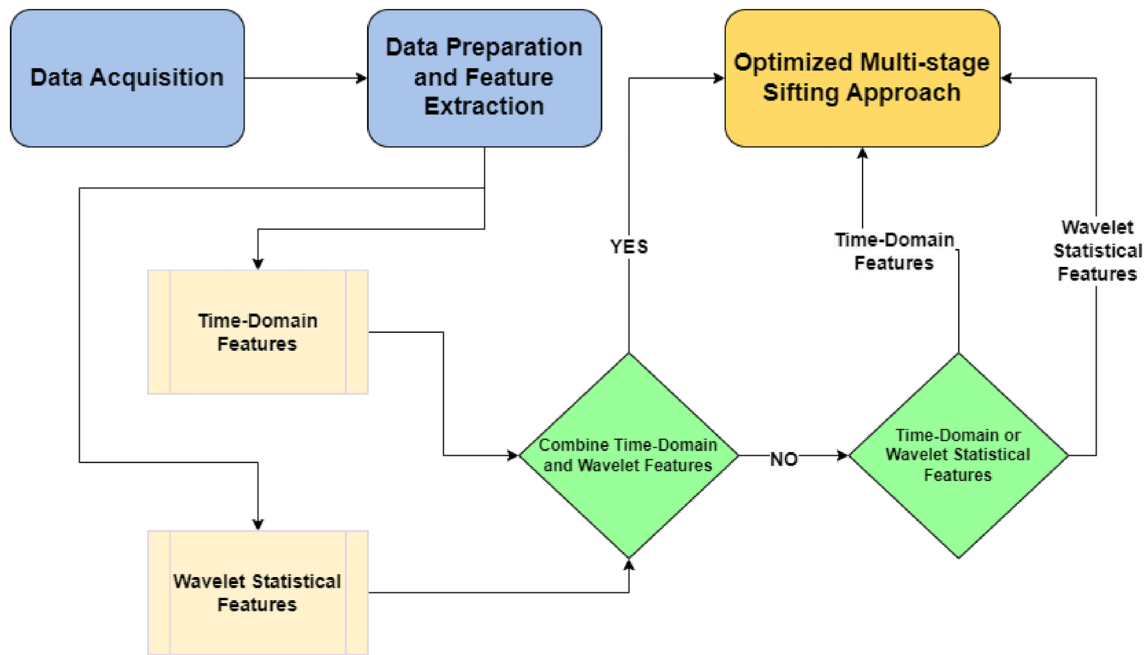 Data Acquisition
Data Preparation
and Feature
Extraction
Optimized Multi-stage
Sifting Approach
YES
Time-Domain
Features
Wavelet
Statistical
Features
Time-Domain
Features
Combine Time-Domain
and Wavelet Features
NO
Time-Domain or
Wavelet Statistical
Features
Wavelet Statistical
Features